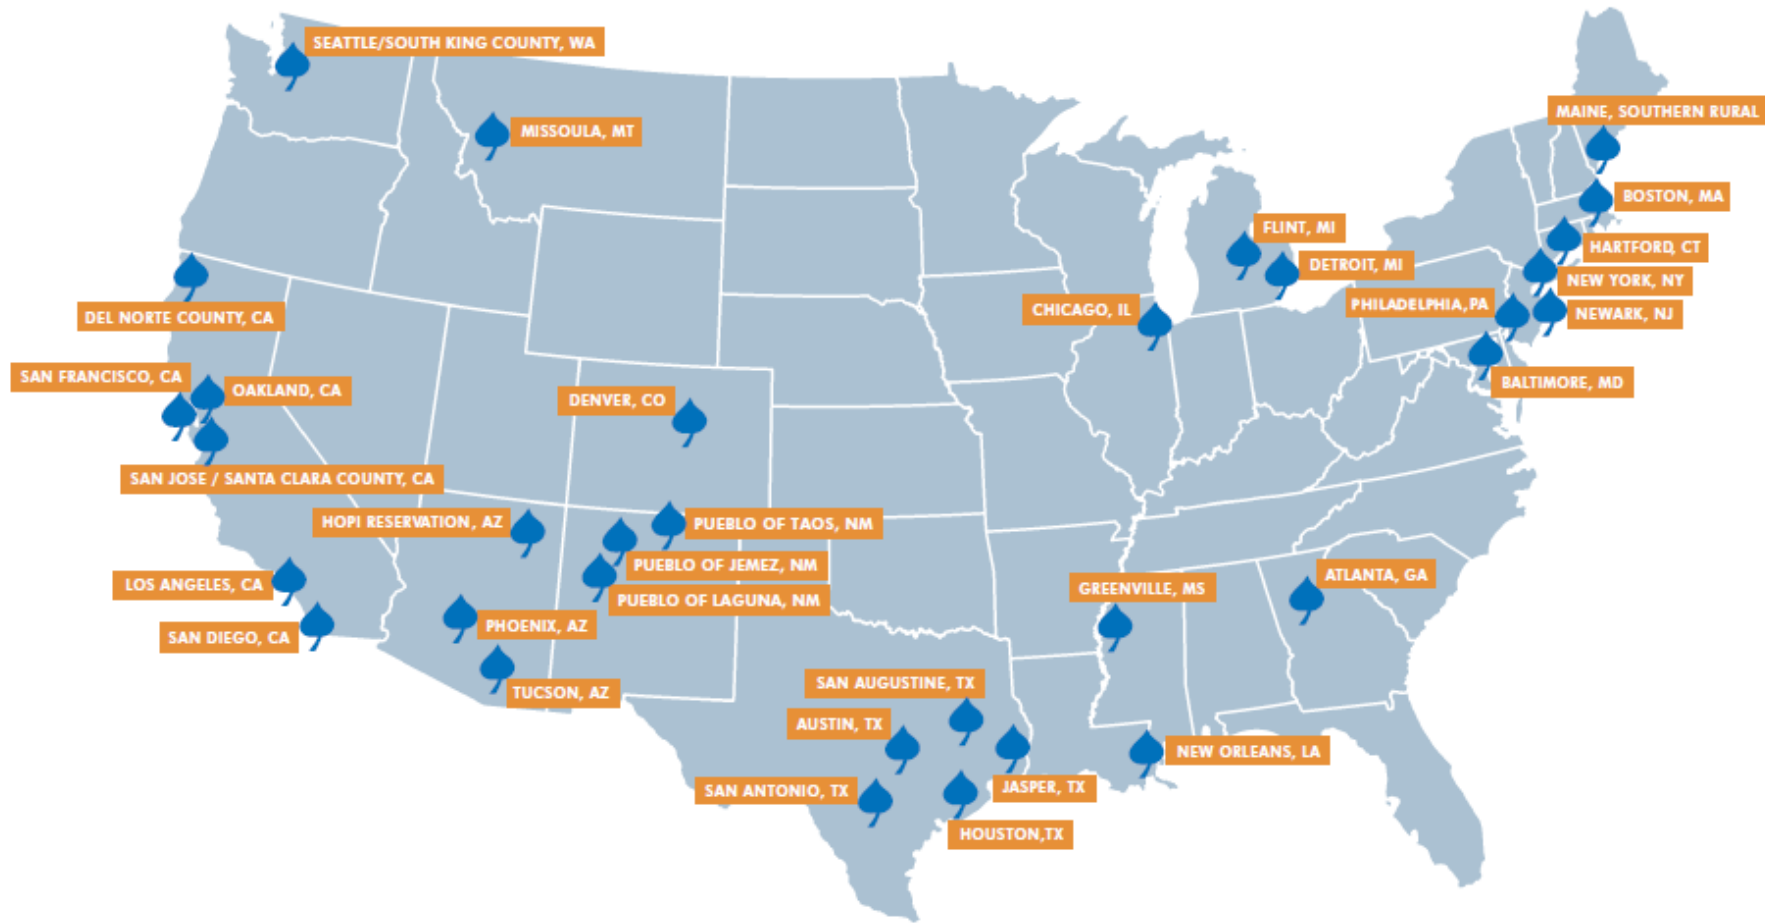 SEATTLE/SOUTH KING COUNTY, WA
MISSOULA, MT
MAINE, SOUTHERN RURAL
BOSTON, MA
FLINT, MI
HARTFORD, CT
DETROIT, MI
NEW YORK, NY
PHILADELPHIA,PA
CHICAGO, IL
NEWARK, NJ
DEL NORTE COUNTY, CA
SAN FRANCISCO, CA
OAKLAND, CA
BALTIMORE, MD
DENVER, CO
SAN JOSE / SANTA CLARA COUNTY, CA
HOPI RESERVATION, AZ
PUEBLO OF TAOS, NM
PUEBLO OF JEMEZ, NM
ATLANTA, GA
LOS ANGELES, CA
GREENVILLE, MS
PUEBLO OF LAGUNA, NM
PHOENIX, AZ
SAN DIEGO, CA
SAN AUGUSTINE, TX
TUCSON, AZ
AUSTIN, TX
NEW ORLEANS, LA
JASPER, TX
SAN ANTONIO, TX
HOUSTON,TX